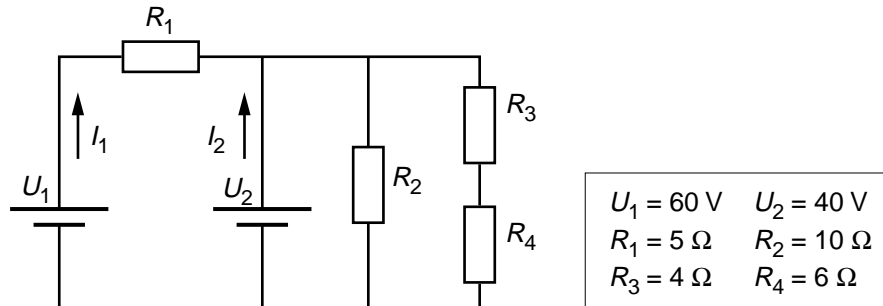 R1
I1
I2
R3
U1
U2
R2
R4
U1 = 60 V U2 = 40 V
R1 = 5 Ω R2 = 10 Ω
R3 = 4 Ω R4 = 6 Ω